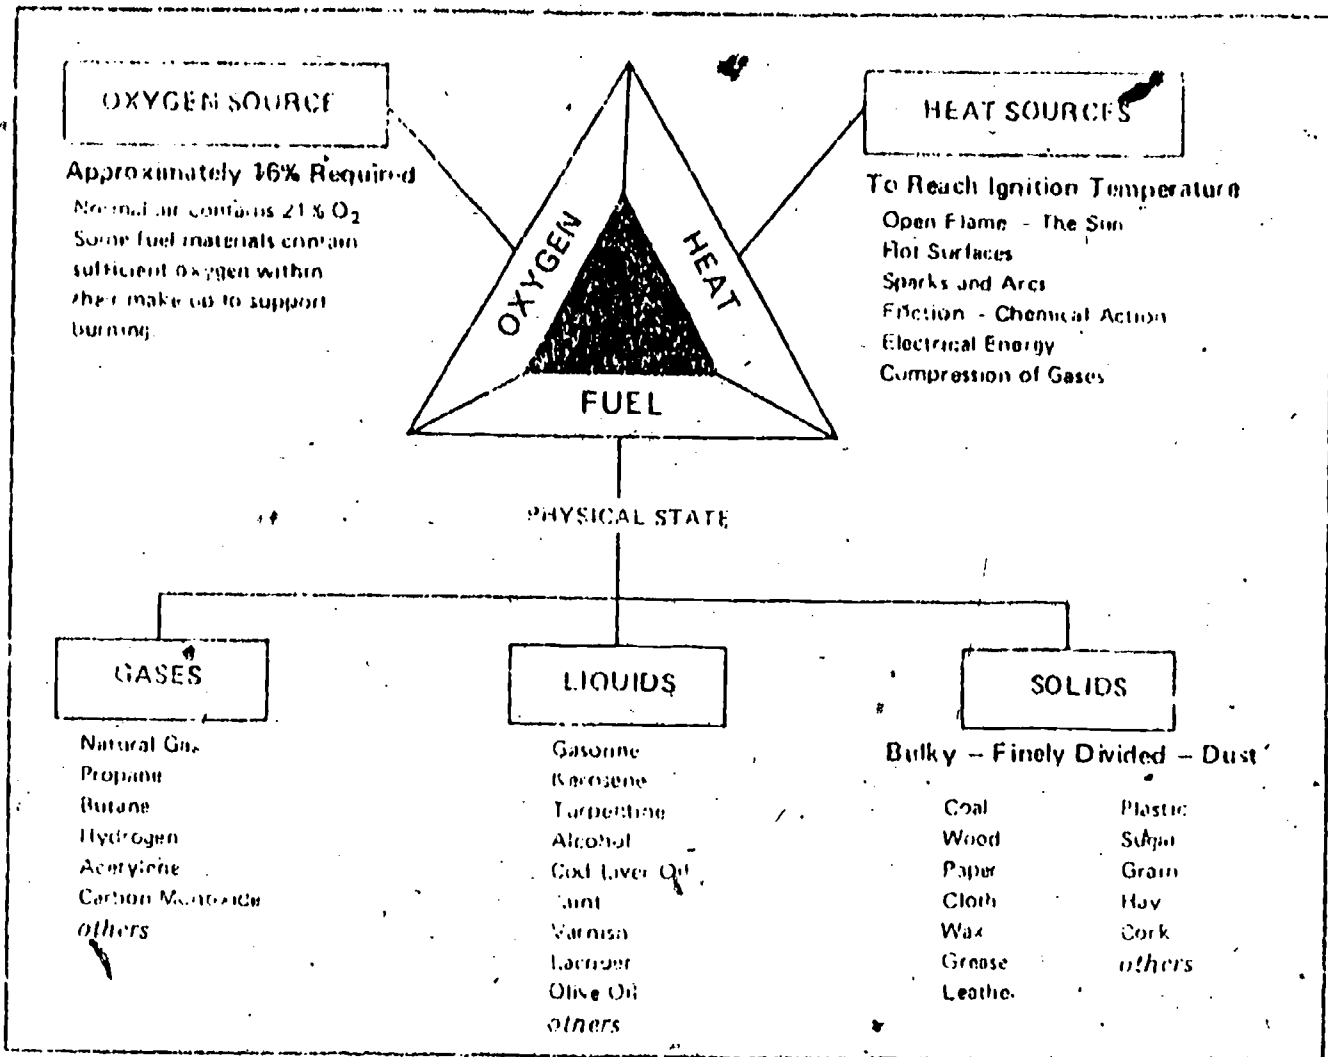 OXYGEN SOURCE
Approximately 16% Required
Normal air contains 21% O₂
Some fuel materials contain
sufficient oxygen within
their make up to support
burning.
HEAT SOURCES
To Reach Ignition Temperature
Open Flame - The Sun
Hot Surfaces
Sparks and Arcs
Friction - Chemical Action
Electrical Energy
Compression of Gases
OXYGEN
HEAT
FUEL
PHYSICAL STATE
GASES
Natural Gas
Propane
Butane
Hydrogen
Acetylene
Carbon Monoxide
others
LIQUIDS
Gasoline
Kerosene
Turpentine
Alcohol
Cod Liver Oil
Paint
Varnish
Lacquer
Olive Oil
others
SOLIDS
Bulky – Finely Divided – Dust
Coal
Wood
Paper
Cloth
Wax
Grease
Leather
Plastic
Sugar
Grain
Hay
Cork
others